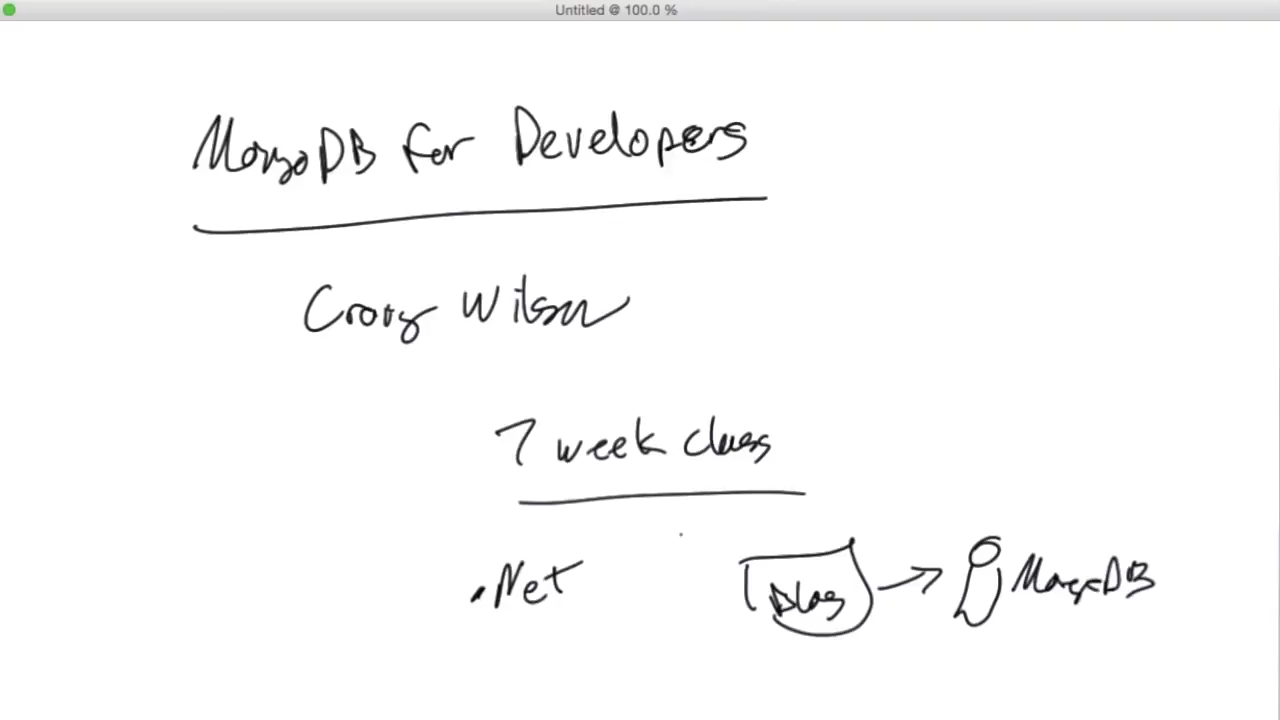 Untitled @ 100.0 %
MongoDB for Developers
Craig Wilson
7 week class
.Net Blog MongoDB